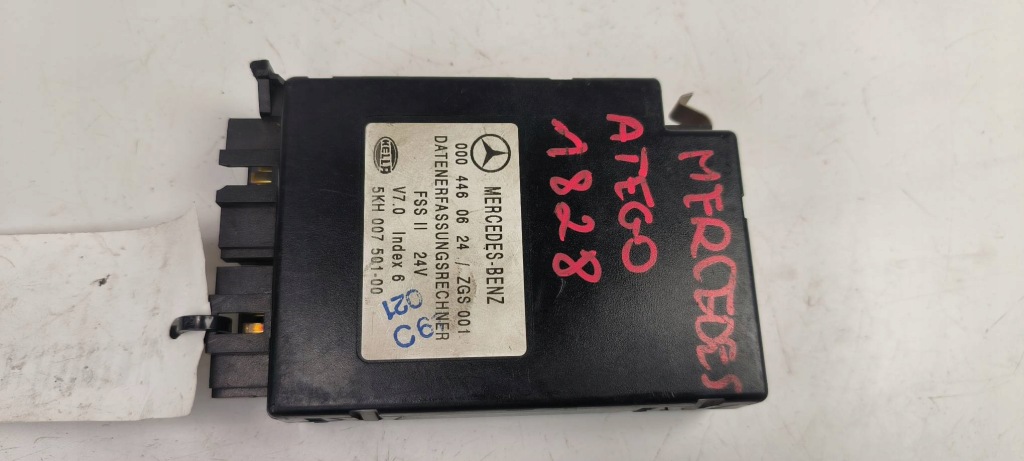 MERCEDES
ATEGO
1828
MERCEDES-BENZ
000 446 06 24 / ZGS 001
DATENERFASSUNGSRECHNER
FSS II 24V
V7.0 Index 6
5KH 007 501-00
HELLA
90
021